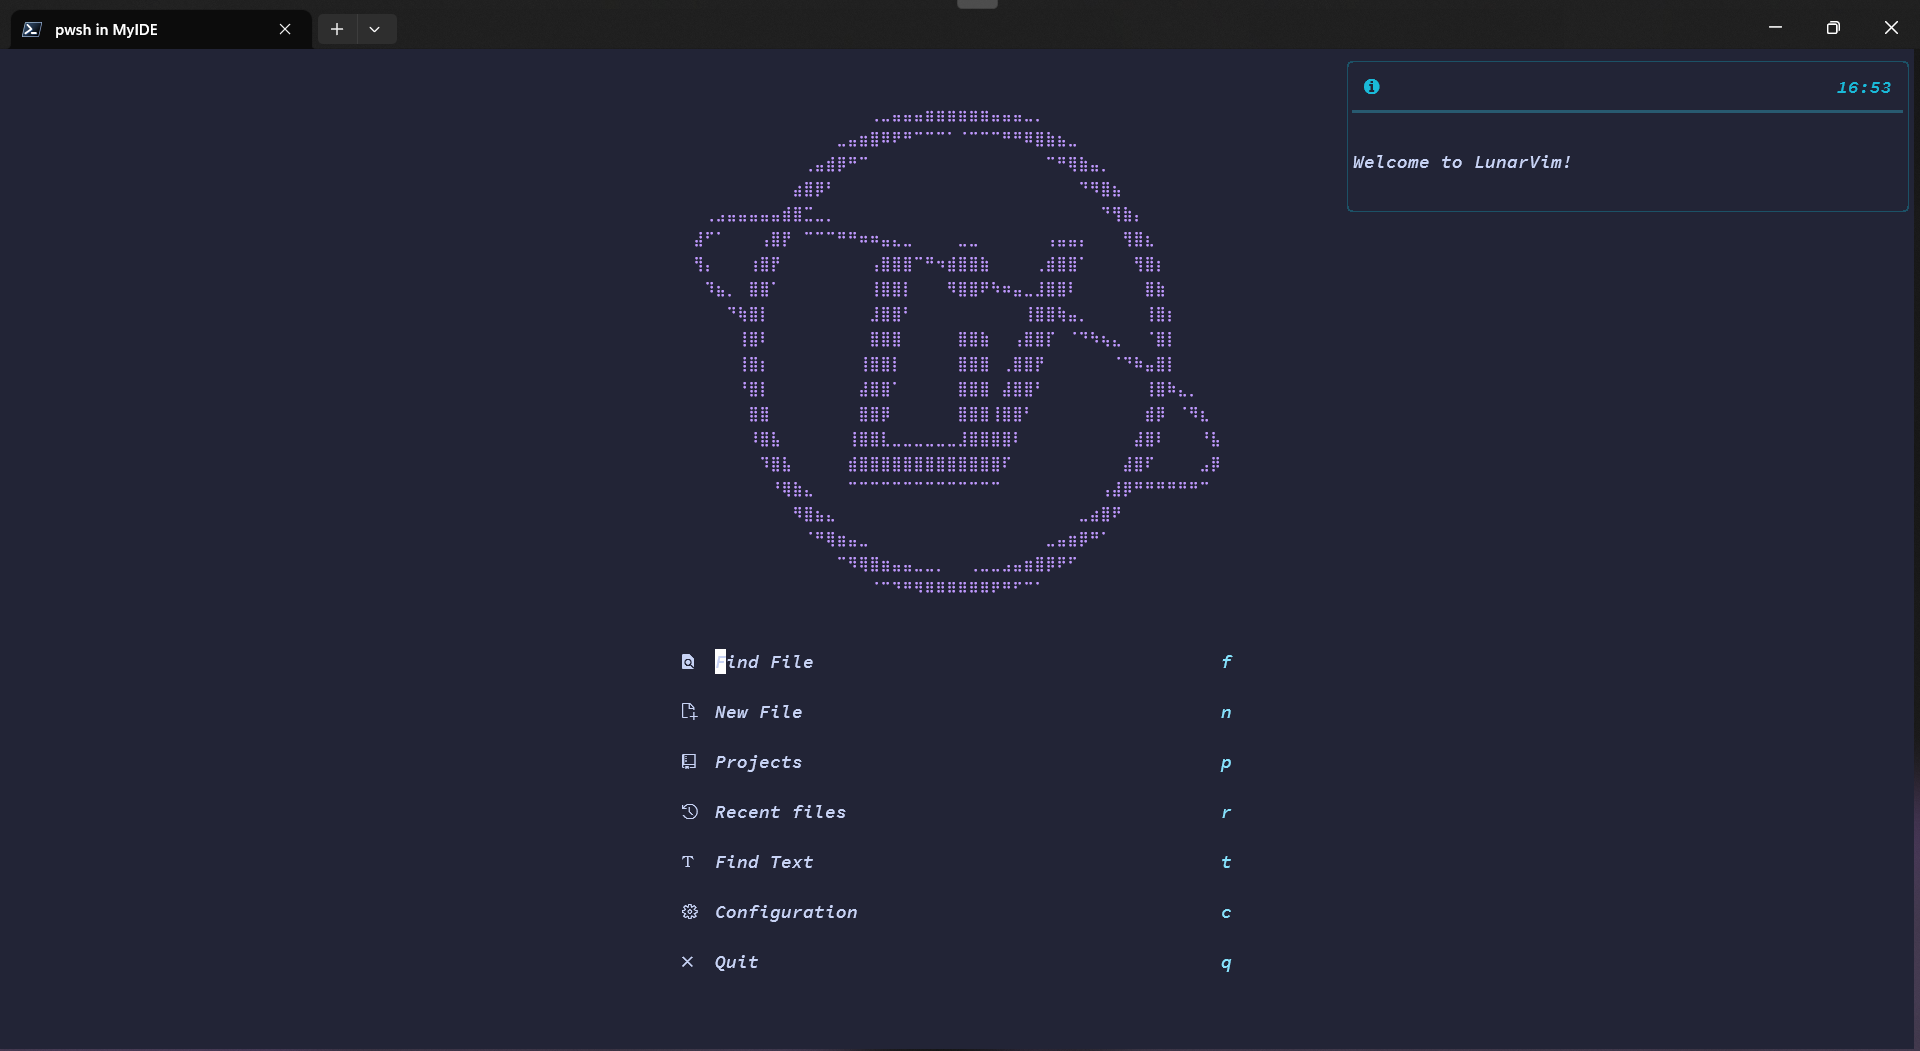 pwsh in MyIDE
16:53
Welcome to LunarVim!
Find File f
New File n
Projects p
Recent files r
Find Text t
Configuration c
Quit q